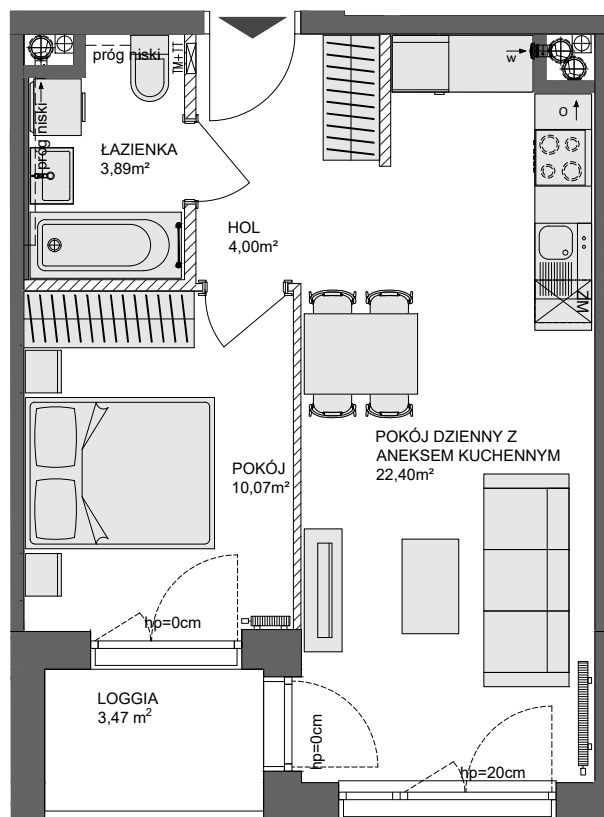 próg niski
TM+TT
W
próg niski
O
ŁAZIENKA
3,89m²
HOL
4,00m²
ZM
POKÓJ DZIENNY Z
ANEKSEM KUCHENNYM
22,40m²
POKÓJ
10,07m²
hp=0cm
LOGGIA
3,47 m²
hp=0cm
hp=20cm